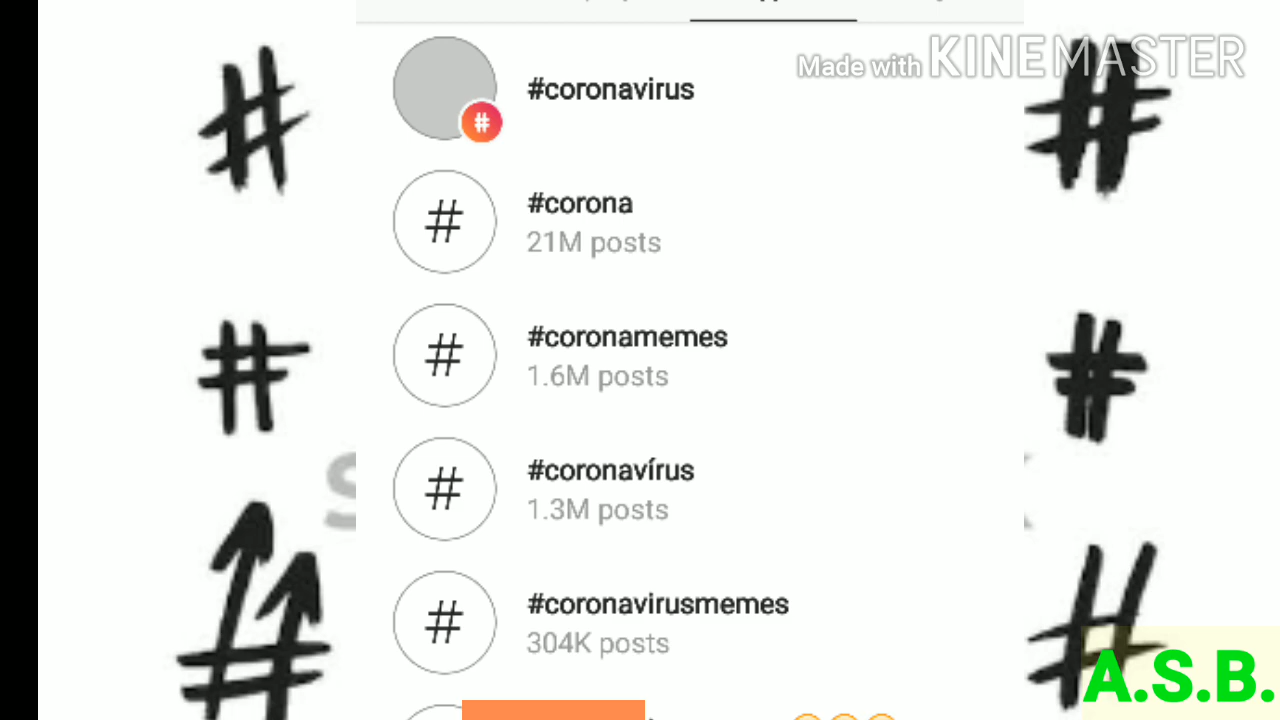 Made with KINEMASTER
#coronavirus
#corona
21M posts
#coronamemes
1.6M posts
#coronavírus
1.3M posts
#coronavirusmemes
304K posts
A.S.B.